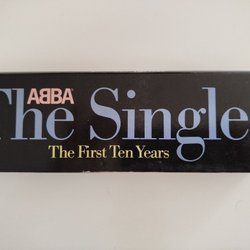 ABBA
The Single
The First Ten Years